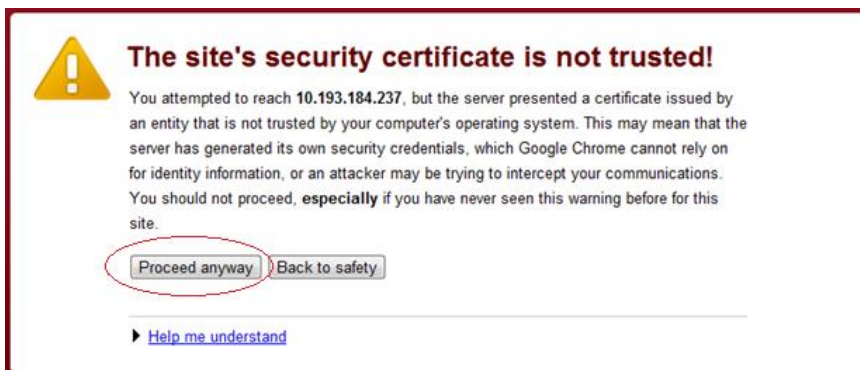 The site's security certificate is not trusted!
You attempted to reach 10.193.184.237, but the server presented a certificate issued by
an entity that is not trusted by your computer's operating system. This may mean that the
server has generated its own security credentials, which Google Chrome cannot rely on
for identity information, or an attacker may be trying to intercept your communications.
You should not proceed, especially if you have never seen this warning before for this
site.
Proceed anyway Back to safety
Help me understand